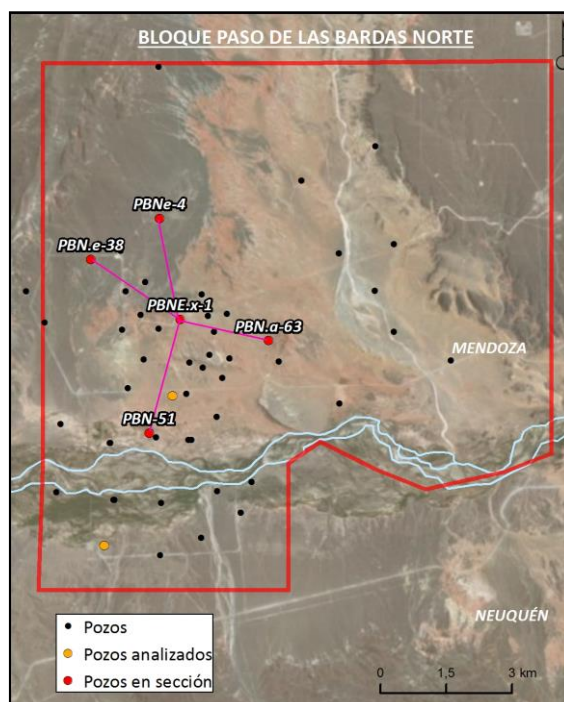 BLOQUE PASO DE LAS BARDAS NORTE
PBNe-4
PBN.e-38
PBNE.x-1
PBN.a-63
MENDOZA
PBN-51
NEUQUÉN
Pozos
Pozos analizados
Pozos en sección
0 1,5 3 km